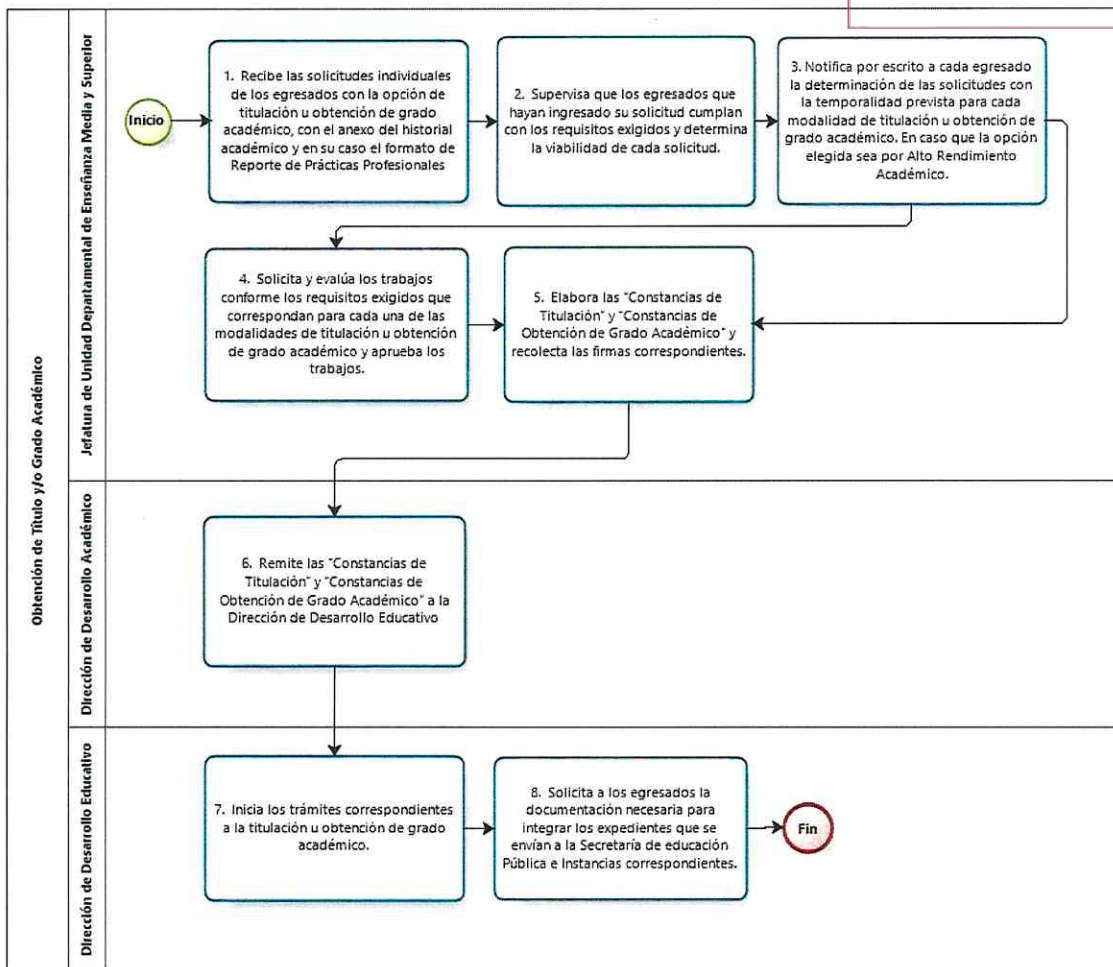 Obtención de Título y/o Grado Académico
Jefatura de Unidad Departamental de Enseñanza Media y Superior
Inicio
1. Recibe las solicitudes individuales
de los egresados con la opción de
titulación u obtención de grado
académico, con el anexo del historial
académico y en su caso el formato de
Reporte de Prácticas Profesionales
2. Supervisa que los egresados que
hayan ingresado su solicitud cumplan
con los requisitos exigidos y determina
la viabilidad de cada solicitud.
3. Notifica por escrito a cada egresado
la determinación de las solicitudes con
la temporalidad prevista para cada
modalidad de titulación u obtención de
grado académico. En caso que la opción
elegida sea por Alto Rendimiento
Académico.
4. Solicita y evalúa los trabajos
conforme los requisitos exigidos que
correspondan para cada una de las
modalidades de titulación u obtención
de grado académico y aprueba los
trabajos.
5. Elabora las "Constancias de
Titulación" y "Constancias de
Obtención de Grado Académico" y
recolecta las firmas correspondientes.
Dirección de Desarrollo Académico
6. Remite las "Constancias de
Titulación" y "Constancias de
Obtención de Grado Académico" a la
Dirección de Desarrollo Educativo
Dirección de Desarrollo Educativo
7. Inicia los trámites correspondientes
a la titulación u obtención de grado
académico.
8. Solicita a los egresados la
documentación necesaria para
integrar los expedientes que se
envían a la Secretaría de educación
Pública e Instancias correspondientes.
Fin